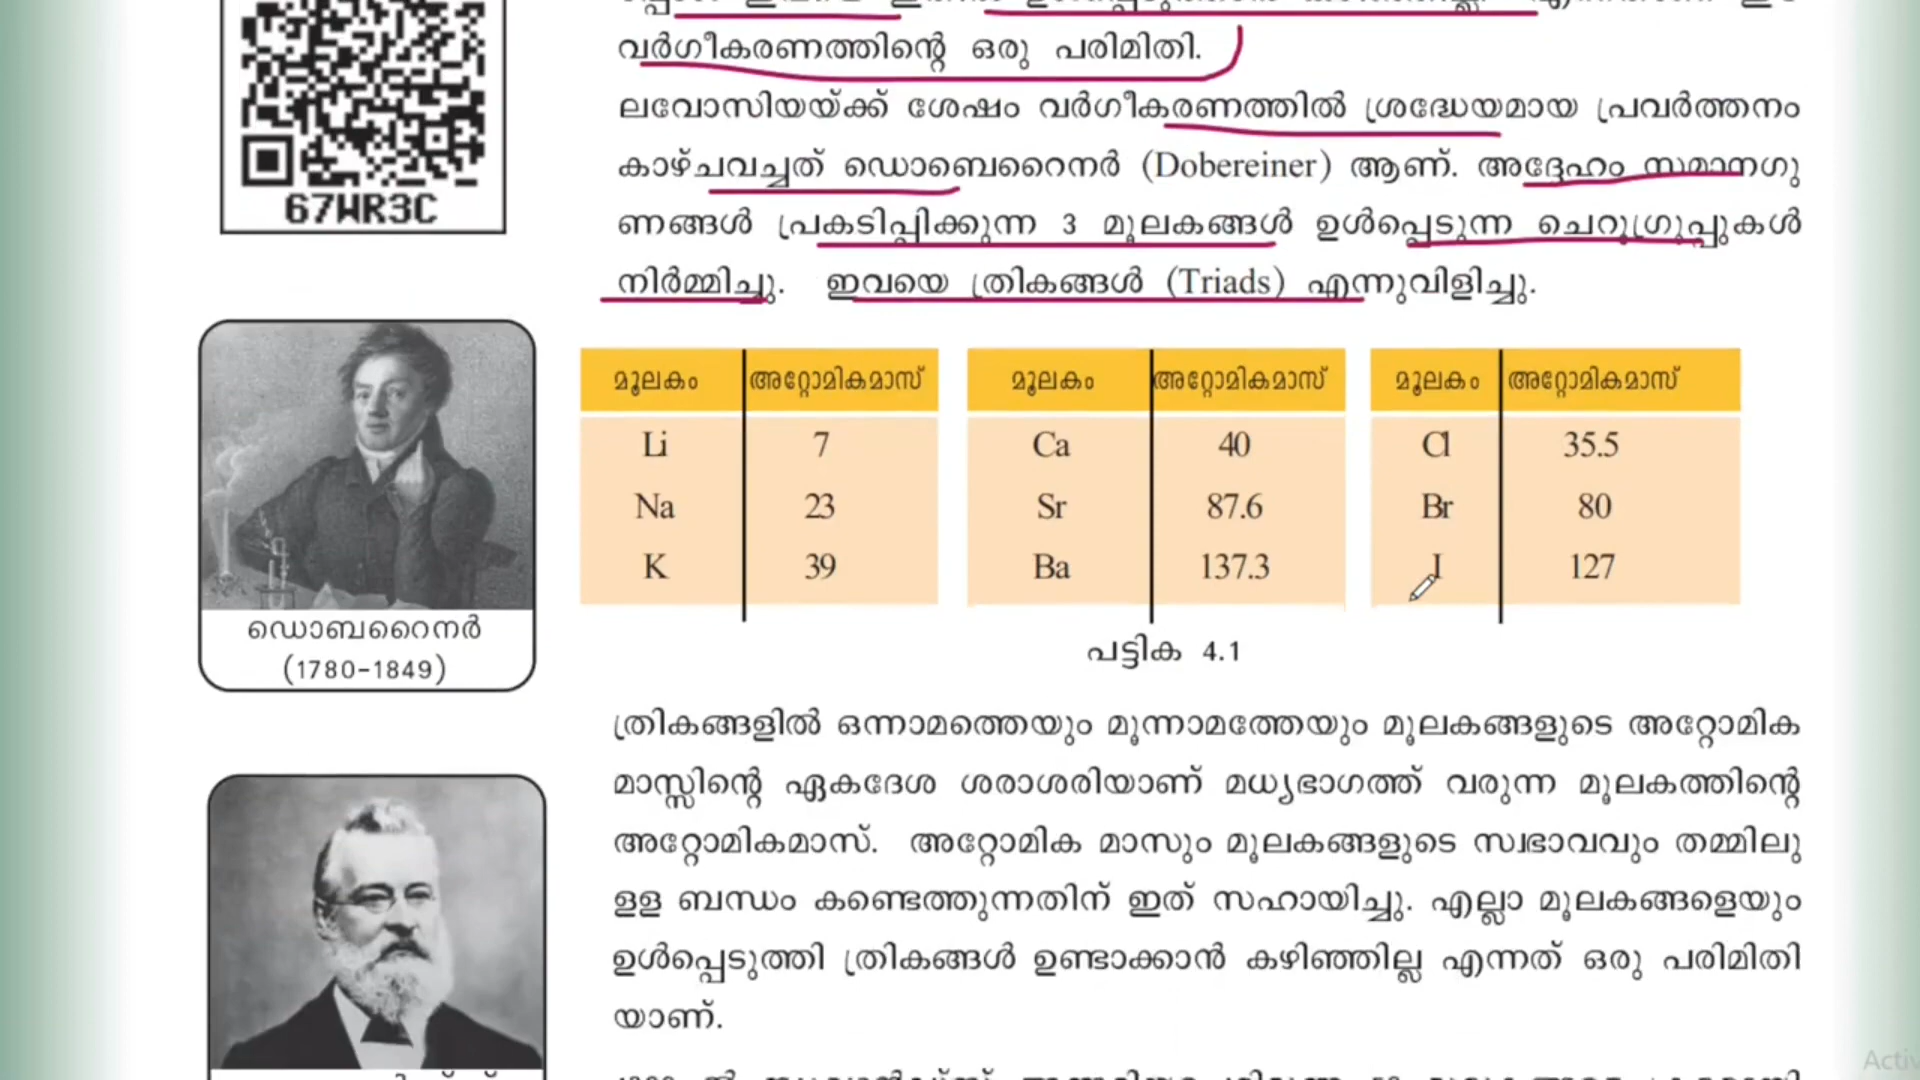 വർഗീകരണത്തിന്റെ ഒരു പരിമിതി.
ലവോസിയയ്ക്ക് ശേഷം വർഗീകരണത്തിൽ ശ്രദ്ധേയമായ പ്രവർത്തനം
കാഴ്ചവച്ചത് ഡൊബെറൈനർ (Dobereiner) ആണ്. അദ്ദേഹം സമാനഗു
ണങ്ങൾ പ്രകടിപ്പിക്കുന്ന 3 മൂലകങ്ങൾ ഉൾപ്പെടുന്ന ചെറുഗ്രൂപ്പുകൾ
നിർമ്മിച്ചു. ഇവയെ ത്രികങ്ങൾ (Triads) എന്നുവിളിച്ചു.
67WR3C
മൂലകം അറ്റോമികമാസ് മൂലകം അറ്റോമികമാസ് മൂലകം അറ്റോമികമാസ്
Li 7 Ca 40 Cl 35.5
Na 23 Sr 87.6 Br 80
K 39 Ba 137.3 I 127
പട്ടിക 4.1
ഡൊബറൈനർ
(1780-1849)
ത്രികങ്ങളിൽ ഒന്നാമത്തെയും മൂന്നാമത്തേയും മൂലകങ്ങളുടെ അറ്റോമിക
മാസ്സിന്റെ ഏകദേശ ശരാശരിയാണ് മധ്യഭാഗത്ത് വരുന്ന മൂലകത്തിന്റെ
അറ്റോമികമാസ്. അറ്റോമിക മാസും മൂലകങ്ങളുടെ സ്വഭാവവും തമ്മിലു
ളള ബന്ധം കണ്ടെത്തുന്നതിന് ഇത് സഹായിച്ചു. എല്ലാ മൂലകങ്ങളെയും
ഉൾപ്പെടുത്തി ത്രികങ്ങൾ ഉണ്ടാക്കാൻ കഴിഞ്ഞില്ല എന്നത് ഒരു പരിമിതി
യാണ്.
Activ